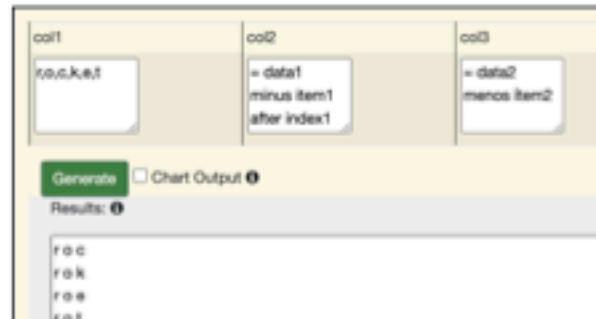 col1
col2
col3
r,o,c,k,e,t
= data1
minus item1
after index1
= data2
menos item2
Generate
Chart Output
Results:
r o c
r o k
r o e
r o t